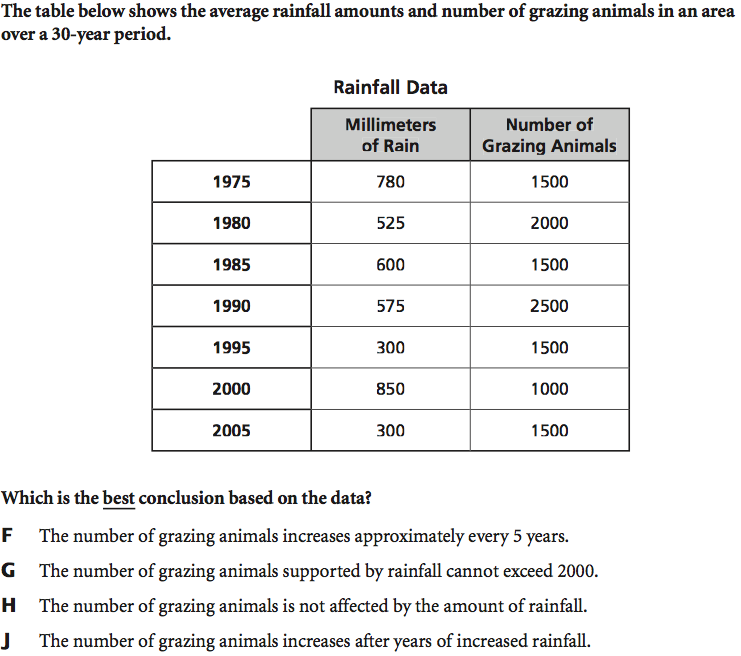 The table below shows the average rainfall amounts and number of grazing animals in an area
over a 30-year period.
Rainfall Data
Millimeters of Rain Number of Grazing Animals
1975 780 1500
1980 525 2000
1985 600 1500
1990 575 2500
1995 300 1500
2000 850 1000
2005 300 1500
Which is the best conclusion based on the data?
F The number of grazing animals increases approximately every 5 years.
G The number of grazing animals supported by rainfall cannot exceed 2000.
H The number of grazing animals is not affected by the amount of rainfall.
J The number of grazing animals increases after years of increased rainfall.